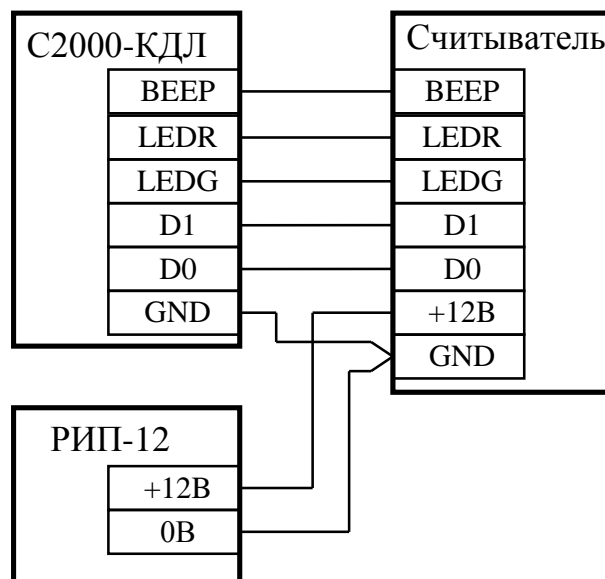 С2000-КДЛ
BEEP
LEDR
LEDG
D1
D0
GND
Считыватель
BEEP
LEDR
LEDG
D1
D0
+12В
GND
РИП-12
+12В
0В